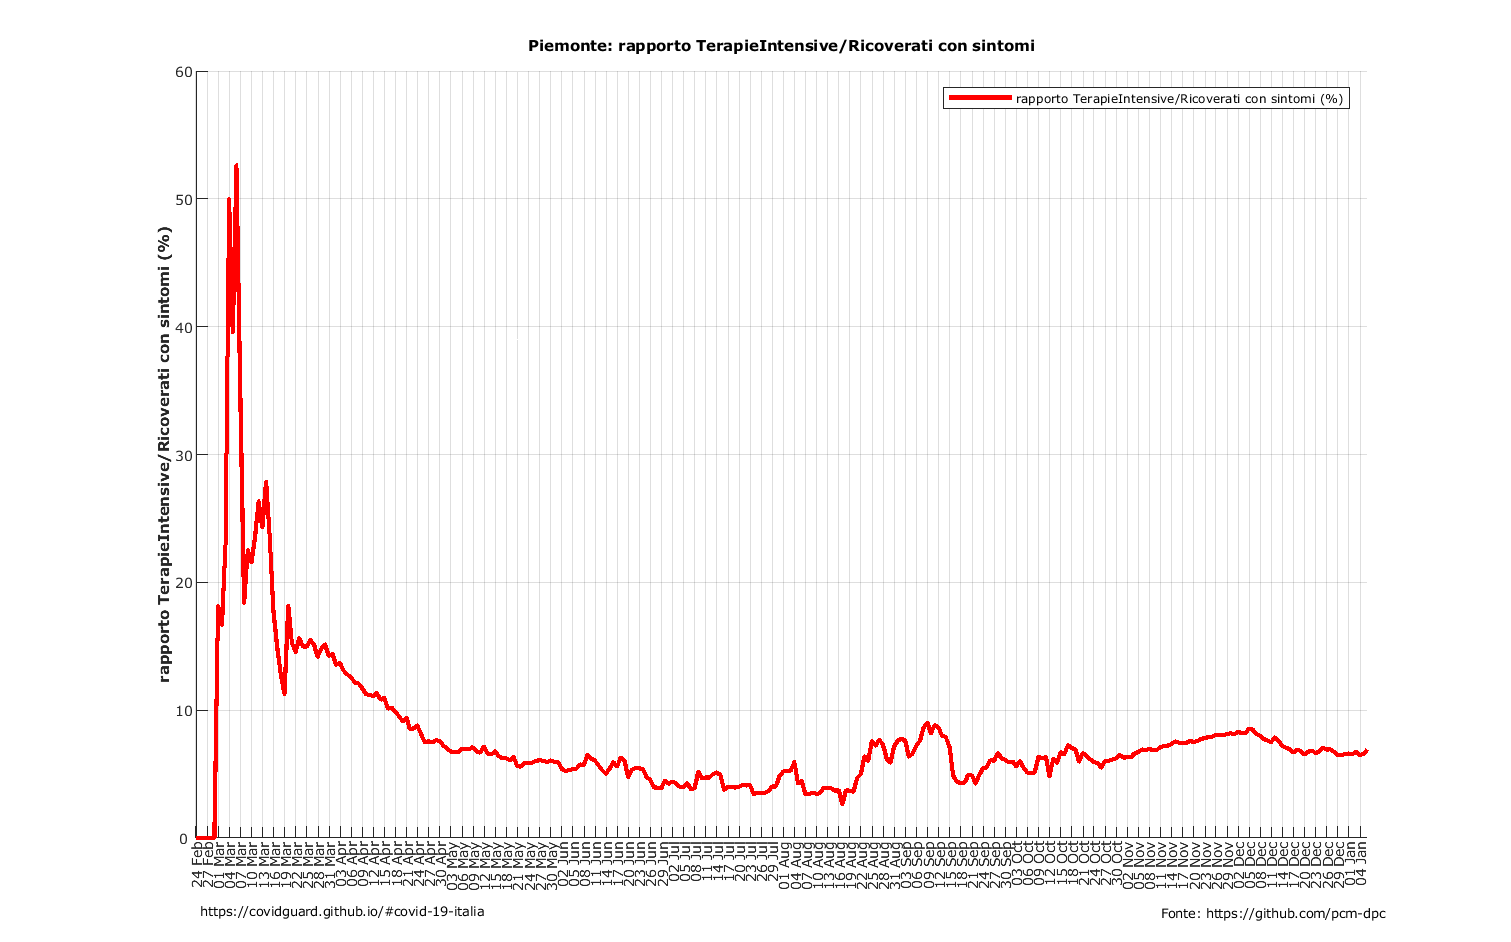 Piemonte: rapporto TerapieIntensive/Ricoverati con sintomi
rapporto TerapieIntensive/Ricoverati con sintomi (%)
rapporto TerapieIntensive/Ricoverati con sintomi (%)
60
50
40
30
20
10
0
24 Feb
27 Feb
01 Mar
04 Mar
07 Mar
10 Mar
13 Mar
16 Mar
19 Mar
22 Mar
25 Mar
28 Mar
31 Mar
03 Apr
06 Apr
09 Apr
12 Apr
15 Apr
18 Apr
21 Apr
24 Apr
27 Apr
30 Apr
03 May
06 May
09 May
12 May
15 May
18 May
21 May
24 May
27 May
30 May
02 Jun
05 Jun
08 Jun
11 Jun
14 Jun
17 Jun
20 Jun
23 Jun
26 Jun
29 Jun
02 Jul
05 Jul
08 Jul
11 Jul
14 Jul
17 Jul
20 Jul
23 Jul
26 Jul
29 Jul
01 Aug
04 Aug
07 Aug
10 Aug
13 Aug
16 Aug
19 Aug
22 Aug
25 Aug
28 Aug
31 Aug
03 Sep
06 Sep
09 Sep
12 Sep
15 Sep
18 Sep
21 Sep
24 Sep
27 Sep
30 Sep
03 Oct
06 Oct
09 Oct
12 Oct
15 Oct
18 Oct
21 Oct
24 Oct
27 Oct
30 Oct
02 Nov
05 Nov
08 Nov
11 Nov
14 Nov
17 Nov
20 Nov
23 Nov
26 Nov
29 Nov
02 Dec
05 Dec
08 Dec
11 Dec
14 Dec
17 Dec
20 Dec
23 Dec
26 Dec
29 Dec
01 Jan
04 Jan
https://covidguard.github.io/#covid-19-italia
Fonte: https://github.com/pcm-dpc